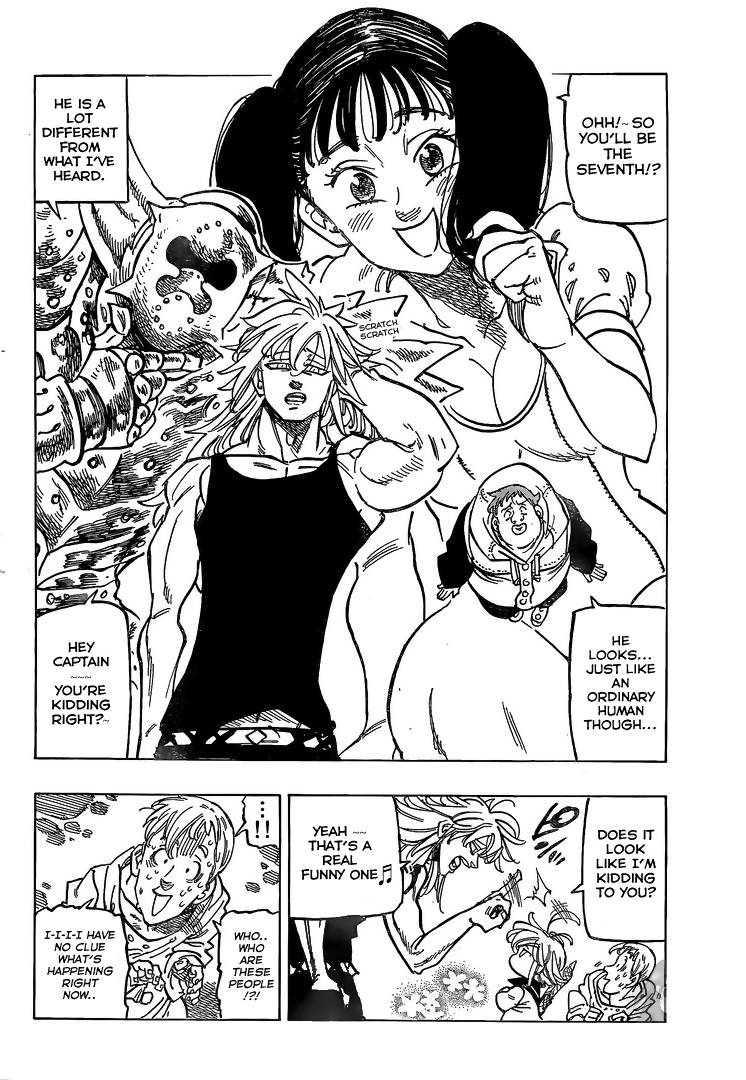 OHH!~ SO
YOU'LL BE
THE
SEVENTH!?
HE IS A
LOT
DIFFERENT
FROM
WHAT I'VE
HEARD.
SCRATCH
SCRATCH
HE
LOOKS...
JUST LIKE
AN
ORDINARY
HUMAN
THOUGH...
HEY
CAPTAIN
~~~
YOU'RE
KIDDING
RIGHT?~
DOES IT
LOOK
LIKE I'M
KIDDING
TO YOU?
YEAH ~~
THAT'S A
REAL
FUNNY ONE♫
...!!
WHO..
WHO
ARE
THESE
PEOPLE
!?!
I-I-I-I HAVE
NO CLUE
WHAT'S
HAPPENING
RIGHT
NOW..